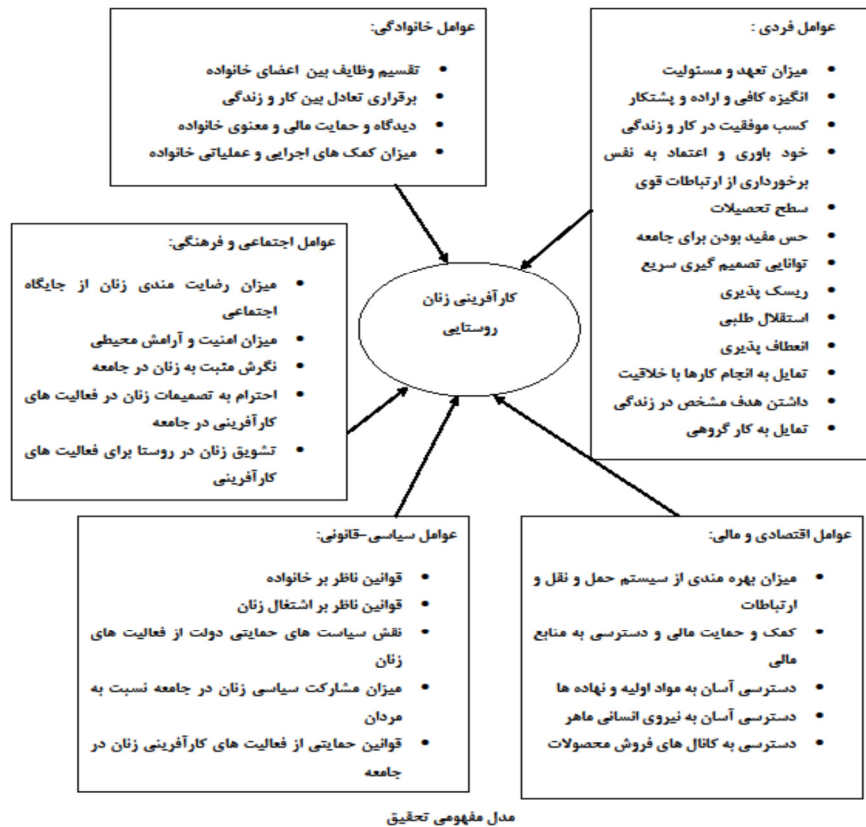 عوامل فردی :
میزان تعهد و مسئولیت
انگیزه کافی و اراده و پشتکار
کسب موفقیت در کار و زندگی
خود باوری و اعتماد به نفس
برخورداری از ارتباطات قوی
سطح تحصیلات
حس مفید بودن برای جامعه
توانایی تصمیم گیری سریع
ریسک پذیری
استقلال طلبی
انعطاف پذیری
تمایل به انجام کارها با خلاقیت
داشتن هدف مشخص در زندگی
تمایل به کار گروهی
عوامل خانوادگی:
تقسیم وظایف بین اعضای خانواده
برقراری تعادل بین کار و زندگی
دیدگاه و حمایت مالی و معنوی خانواده
میزان کمک های اجرایی و عملیاتی خانواده
کارآفرینی زنان
روستایی
عوامل اجتماعی و فرهنگی:
میزان رضایت مندی زنان از جایگاه
اجتماعی
میزان امنیت و آرامش محیطی
نگرش مثبت به زنان در جامعه
احترام به تصمیمات زنان در فعالیت های
کارآفرینی در جامعه
تشویق زنان در روستا برای فعالیت های
کارآفرینی
عوامل اقتصادی و مالی:
میزان بهره مندی از سیستم حمل و نقل و
ارتباطات
کمک و حمایت مالی و دسترسی به منابع
مالی
دسترسی آسان به مواد اولیه و نهاده ها
دسترسی آسان به نیروی انسانی ماهر
دسترسی به کانال های فروش محصولات
عوامل سیاسی-قانونی:
قوانین ناظر بر خانواده
قوانین ناظر بر اشتغال زنان
نقش سیاست های حمایتی دولت از فعالیت های
زنان
میزان مشارکت سیاسی زنان در جامعه نسبت به
مردان
قوانین حمایتی از فعالیت های کارآفرینی زنان در
جامعه
مدل مفهومی تحقیق